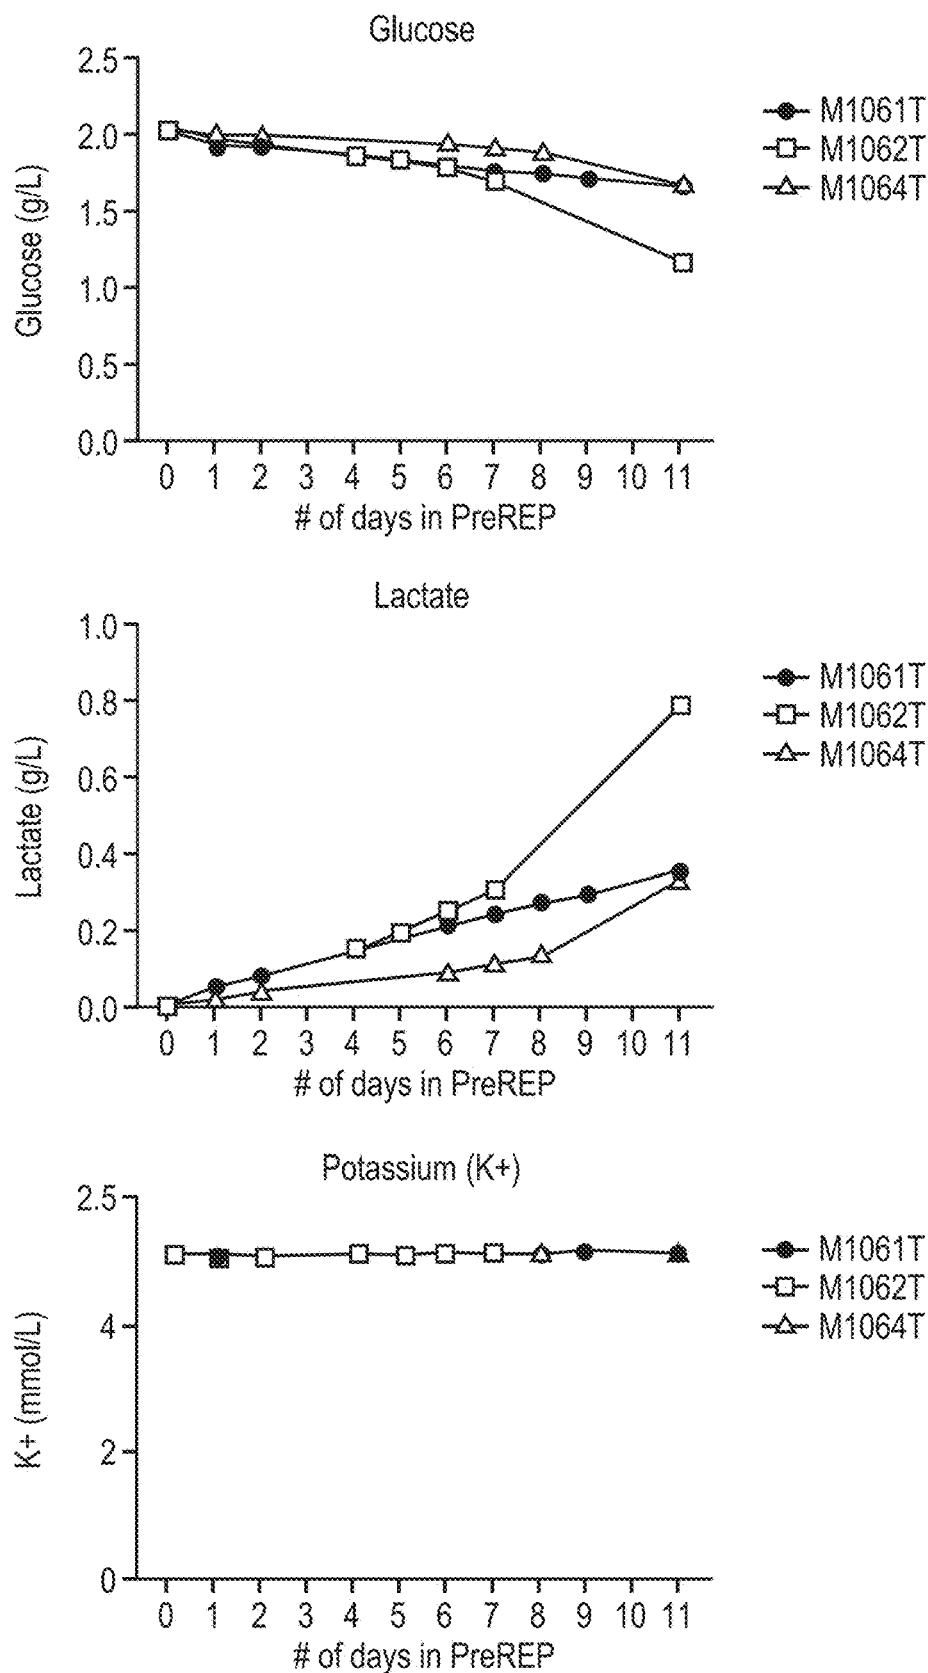 Glucose
2.5
2.0
1.5
1.0
0.5
0.0
Glucose (g/L)
0 1 2 3 4 5 6 7 8 9 10 11
# of days in PreREP
M1061T
M1062T
M1064T
Lactate
1.0
0.8
0.6
0.4
0.2
0.0
Lactate (g/L)
0 1 2 3 4 5 6 7 8 9 10 11
# of days in PreREP
M1061T
M1062T
M1064T
Potassium (K+)
2.5
4
2
0
K+ (mmol/L)
0 1 2 3 4 5 6 7 8 9 10 11
# of days in PreREP
M1061T
M1062T
M1064T